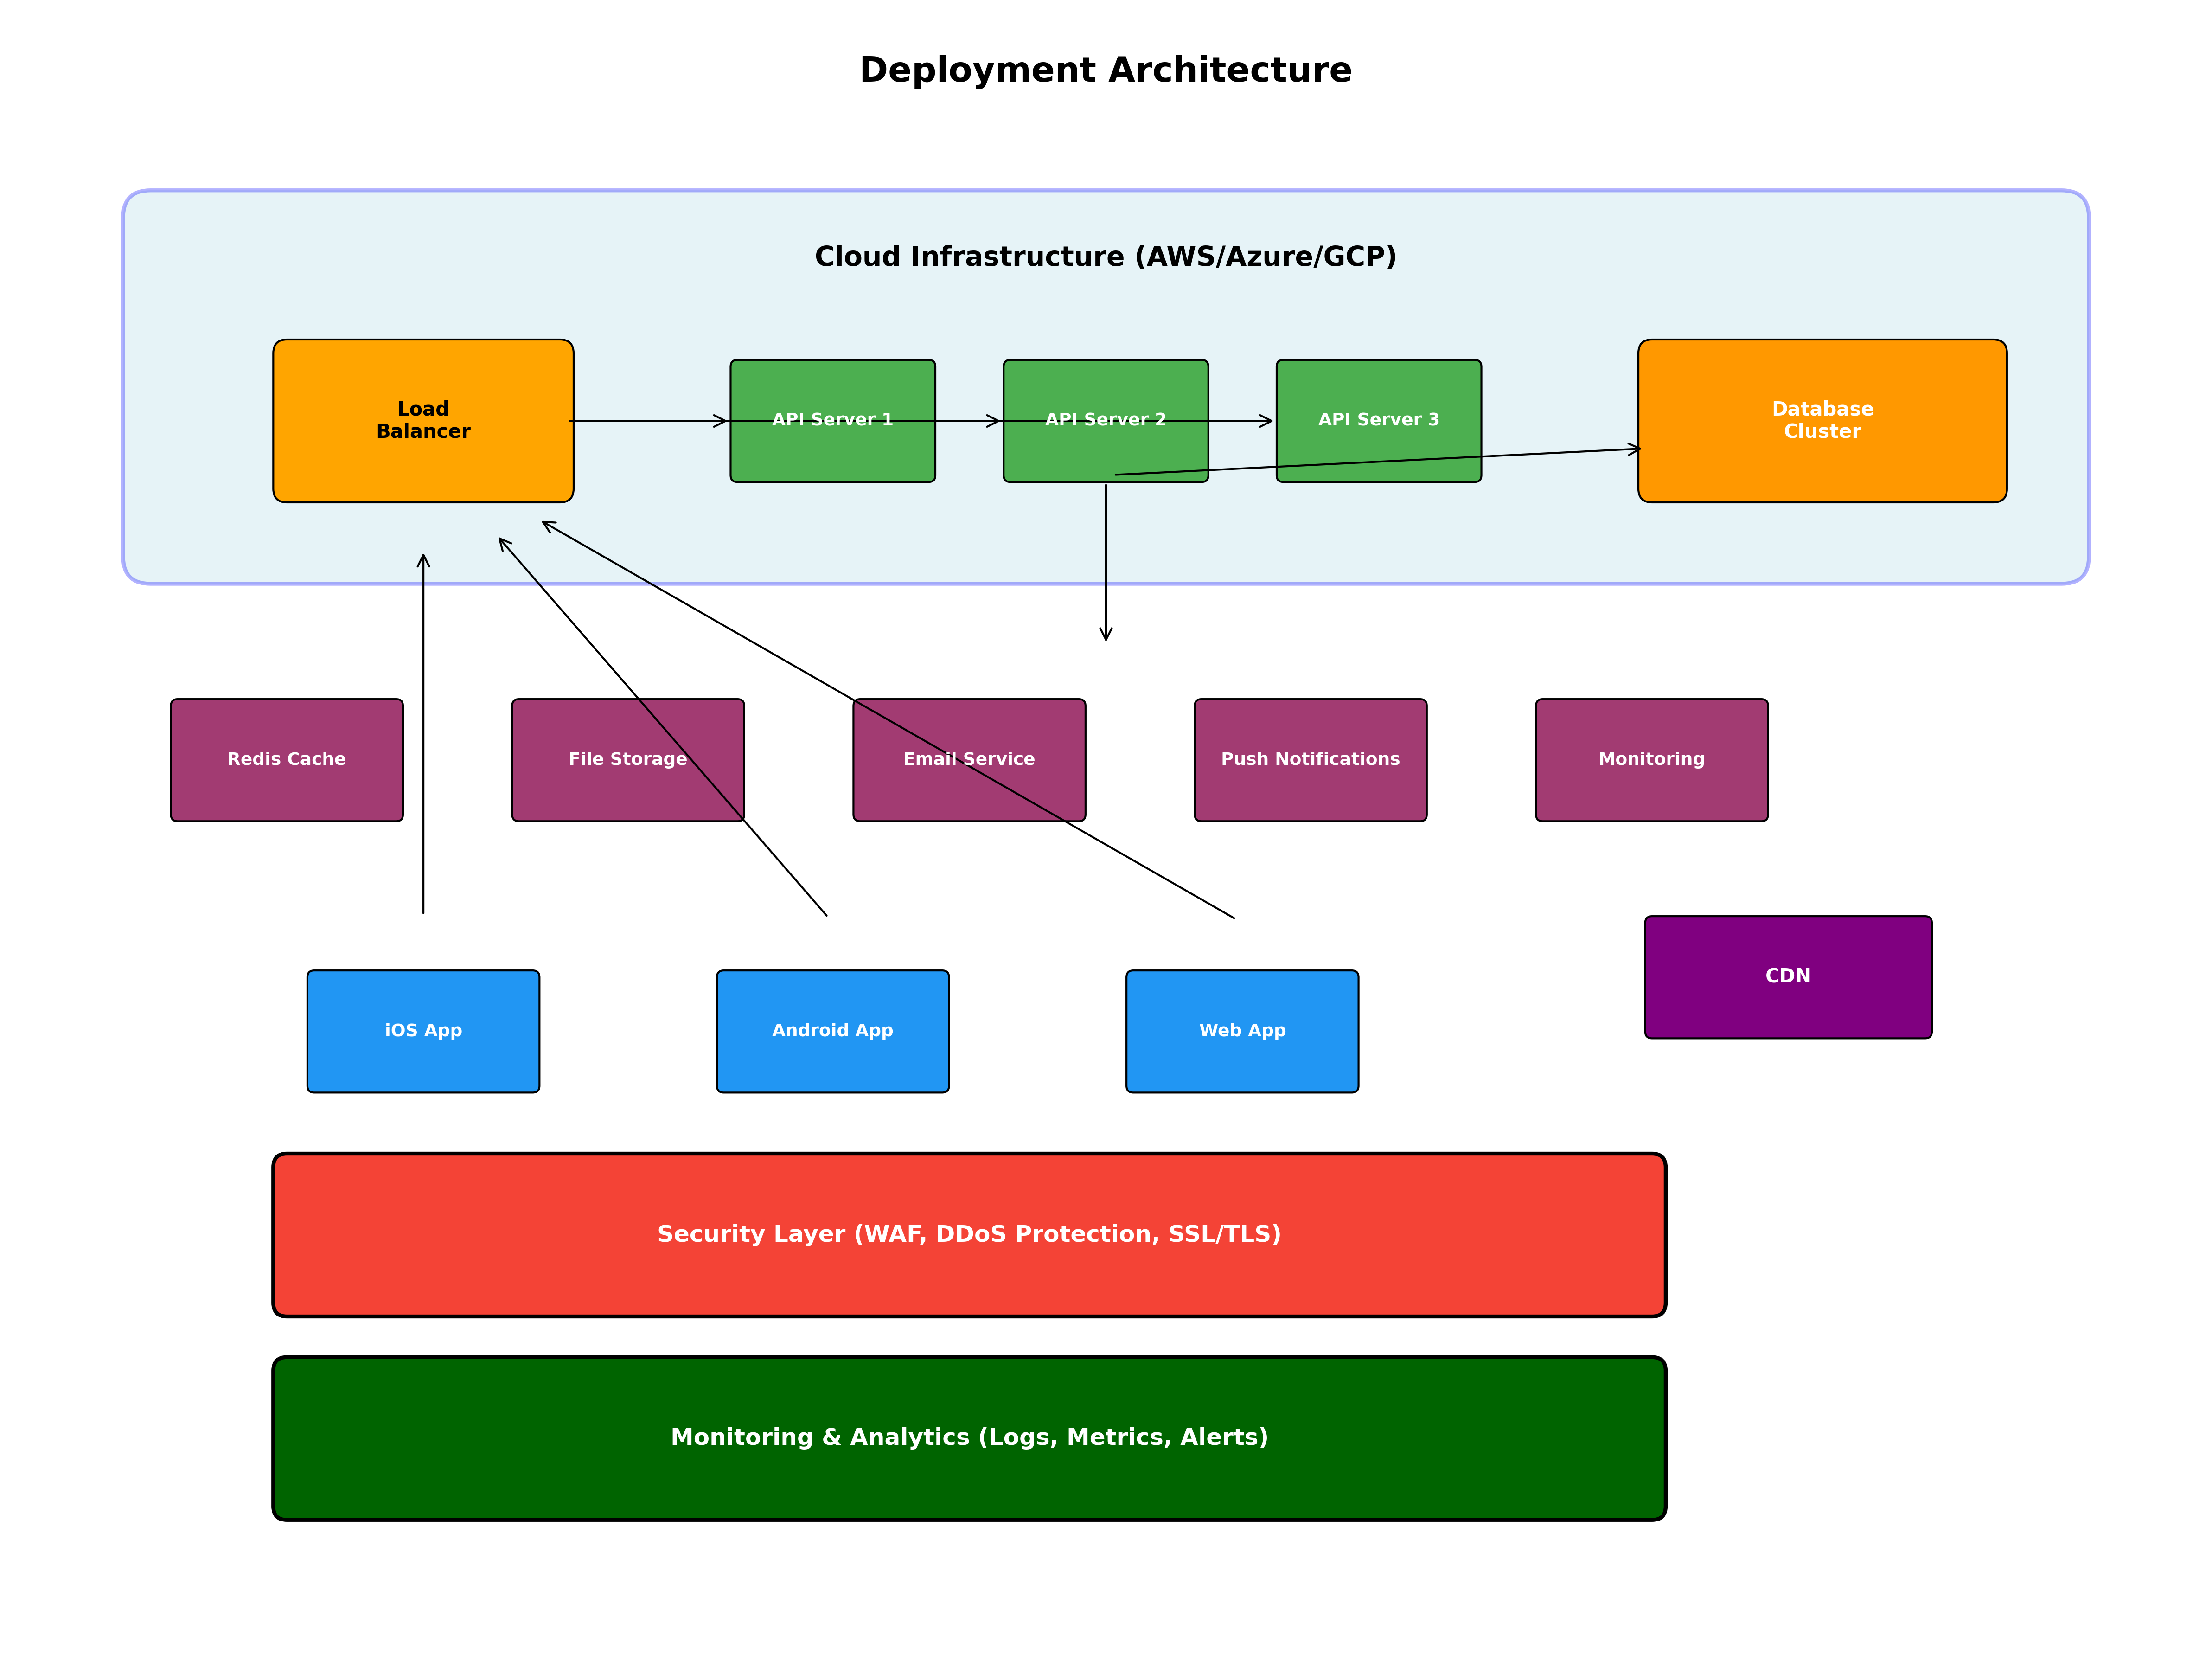 Deployment Architecture
Cloud Infrastructure (AWS/Azure/GCP)
Load
Balancer
API Server 1
API Server 2
API Server 3
Database
Cluster
Redis Cache
File Storage
Email Service
Push Notifications
Monitoring
iOS App
Android App
Web App
CDN
Security Layer (WAF, DDoS Protection, SSL/TLS)
Monitoring & Analytics (Logs, Metrics, Alerts)